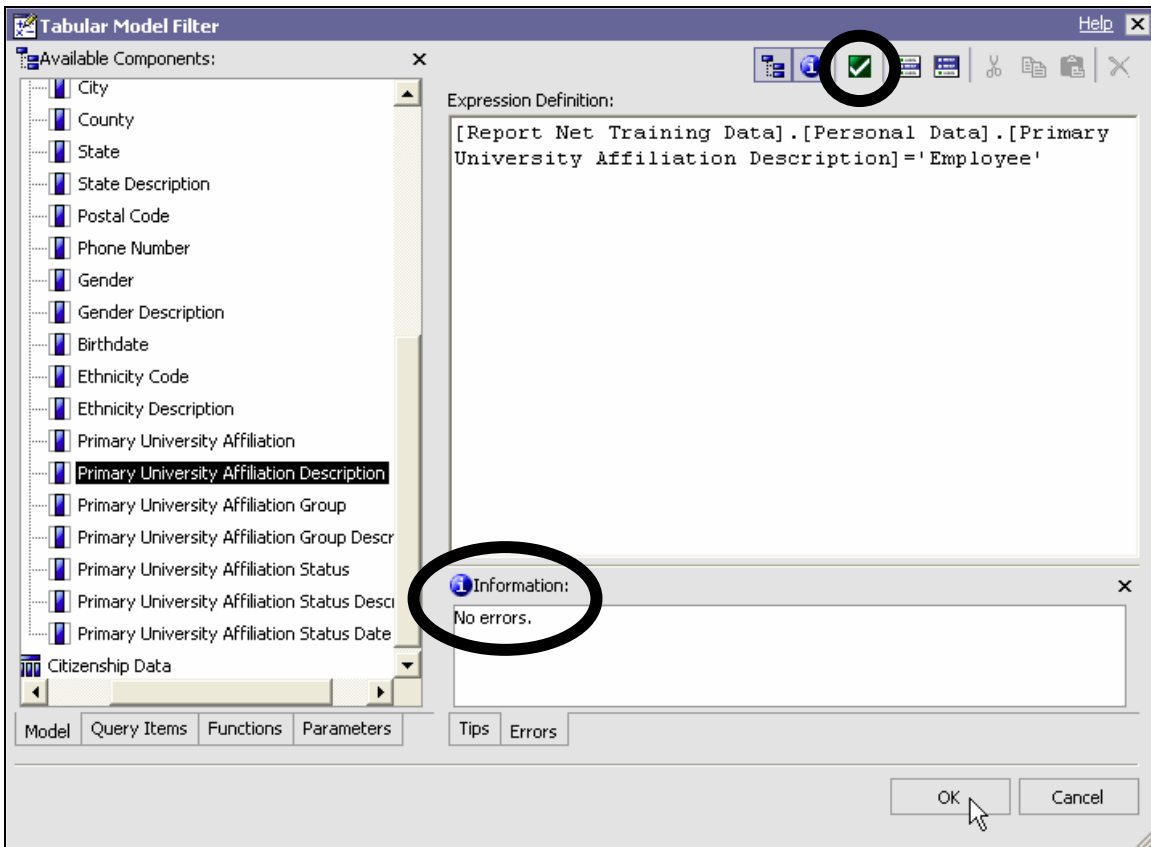 Tabular Model Filter
Help
Available Components:
City
County
State
State Description
Postal Code
Phone Number
Gender
Gender Description
Birthdate
Ethnicity Code
Ethnicity Description
Primary University Affiliation
Primary University Affiliation Description
Primary University Affiliation Group
Primary University Affiliation Group Descr
Primary University Affiliation Status
Primary University Affiliation Status Descr
Primary University Affiliation Status Date
Citizenship Data
Model
Query Items
Functions
Parameters
Expression Definition:
[Report Net Training Data].[Personal Data].[Primary
University Affiliation Description]='Employee'
Information:
No errors.
Tips
Errors
OK
Cancel